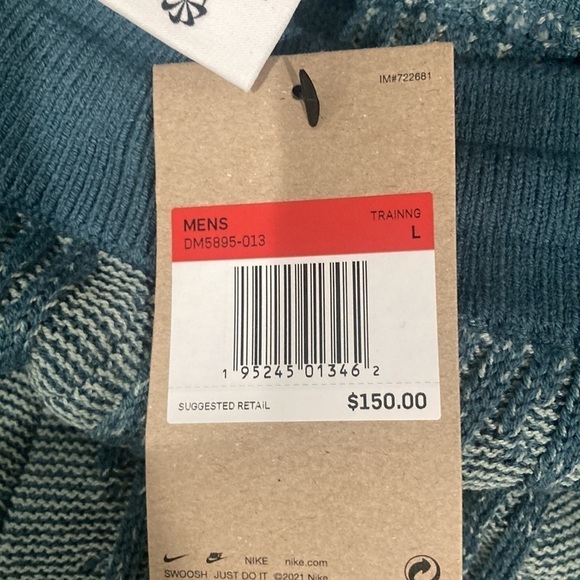 IM#722681
MENS TRAINNG
DM5895-013 L
1 95245 01346 2
SUGGESTED RETAIL $150.00
NIKE nike.com
SWOOSH JUST DO IT ©2021 Nike